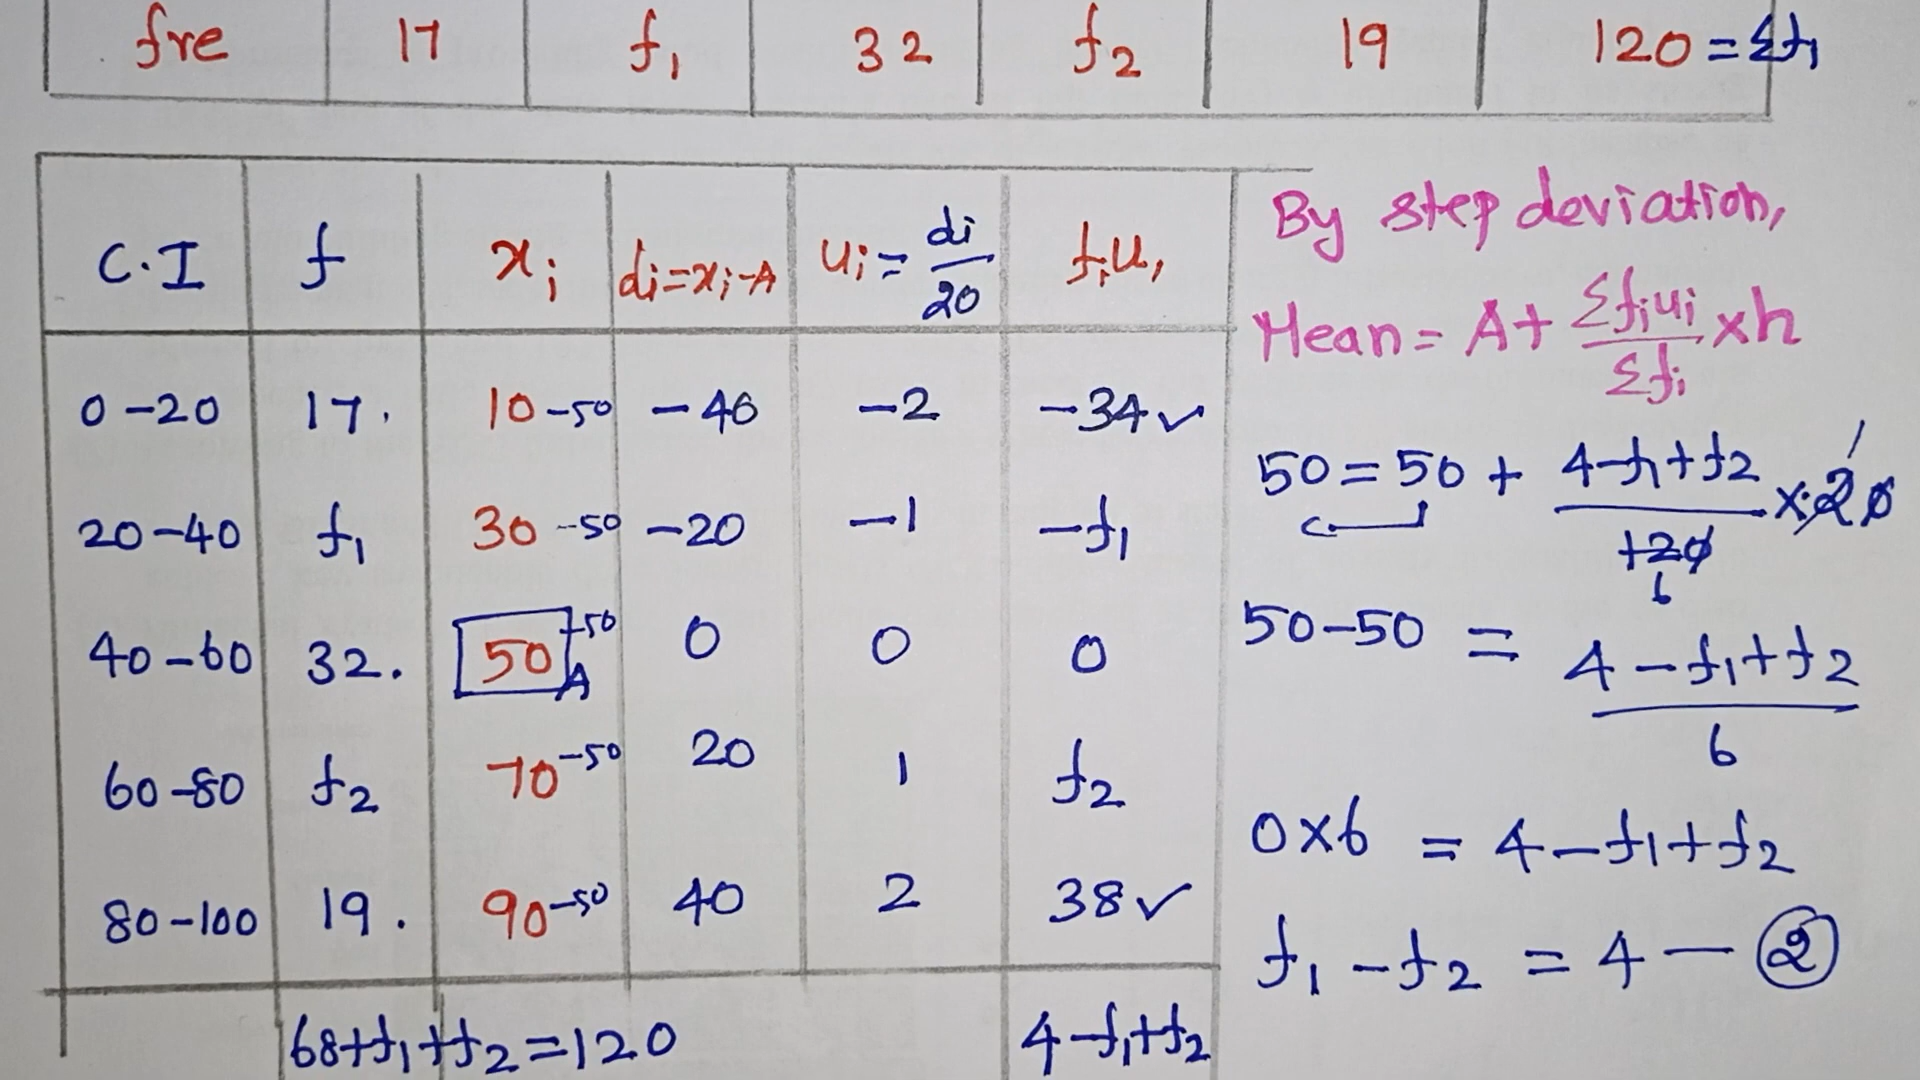 fre 17 f₁ 32 f₂ 19 120 = Σf₁
C.I f xᵢ dᵢ=xᵢ-A uᵢ = di/20 fᵢuᵢ
0-20 17. 10-50 -40 -2 -34✓
20-40 f₁ 30-50 -20 -1 -f₁
40-60 32. 50-50 A 0 0 0
60-80 f₂ 70-50 20 1 f₂
80-100 19. 90-50 40 2 38✓
68+f₁+f₂=120 4-f₁+f₂
By step deviation,
Mean = A+ Σfᵢuᵢ/Σfᵢ xh
50 = 50 + 4-f₁+f₂/120 x 20
6
1
50-50 = 4-f₁+f₂/6
0x6 = 4-f₁+f₂
f₁-f₂ = 4 — ②